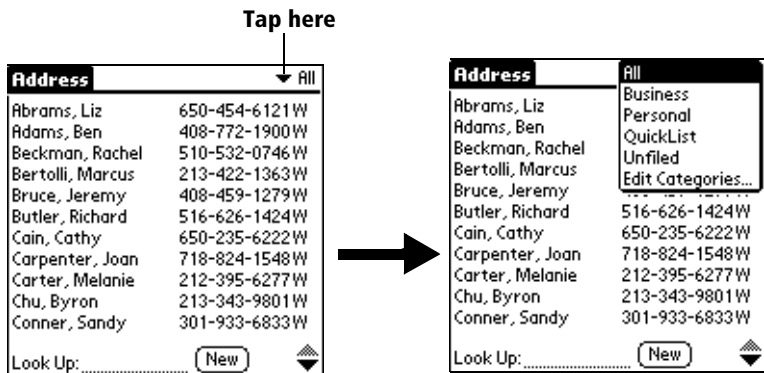 Tap here
Address All
Abrams, Liz 650-454-6121W
Adams, Ben 408-772-1900W
Beckman, Rachel 510-532-0746W
Bertolli, Marcus 213-422-1363W
Bruce, Jeremy 408-459-1279W
Butler, Richard 516-626-1424W
Cain, Cathy 650-235-6222W
Carpenter, Joan 718-824-1548W
Carter, Melanie 212-395-6277W
Chu, Byron 213-343-9801W
Conner, Sandy 301-933-6833W
Look Up: New
Address All
Business
Personal
QuickList
Unfiled
Edit Categories...
Abrams, Liz
Adams, Ben
Beckman, Rachel
Bertolli, Marcus
Bruce, Jeremy
Butler, Richard 516-626-1424W
Cain, Cathy 650-235-6222W
Carpenter, Joan 718-824-1548W
Carter, Melanie 212-395-6277W
Chu, Byron 213-343-9801W
Conner, Sandy 301-933-6833W
Look Up: New